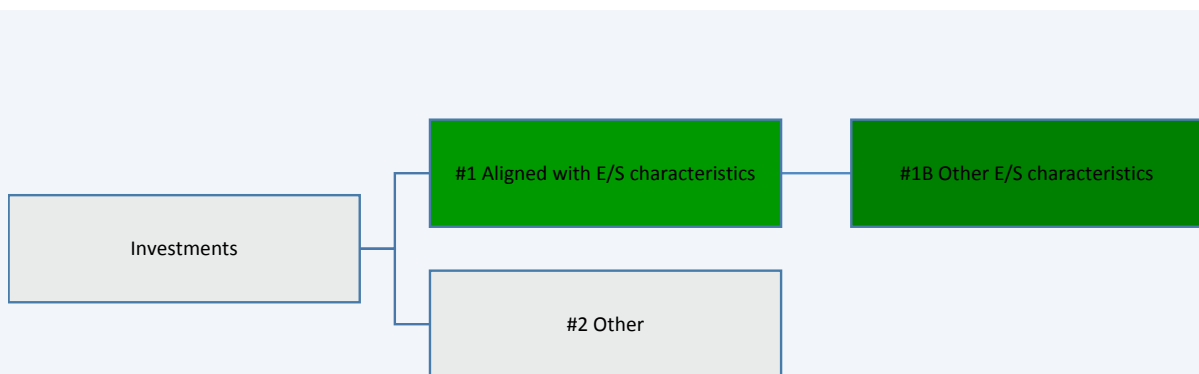 #1 Aligned with E/S characteristics
#1B Other E/S characteristics
Investments
#2 Other